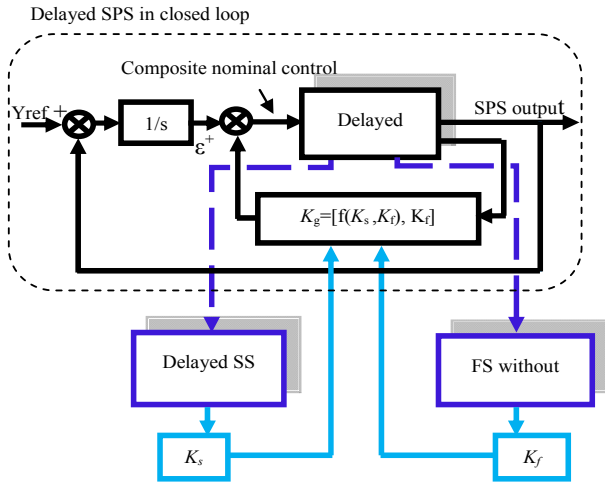 Delayed SPS in closed loop
Composite nominal control
Yref +
1/s
ε+
Delayed
SPS output
Kg=[f(Ks ,Kf), Kf]
Delayed SS
FS without
Ks
Kf